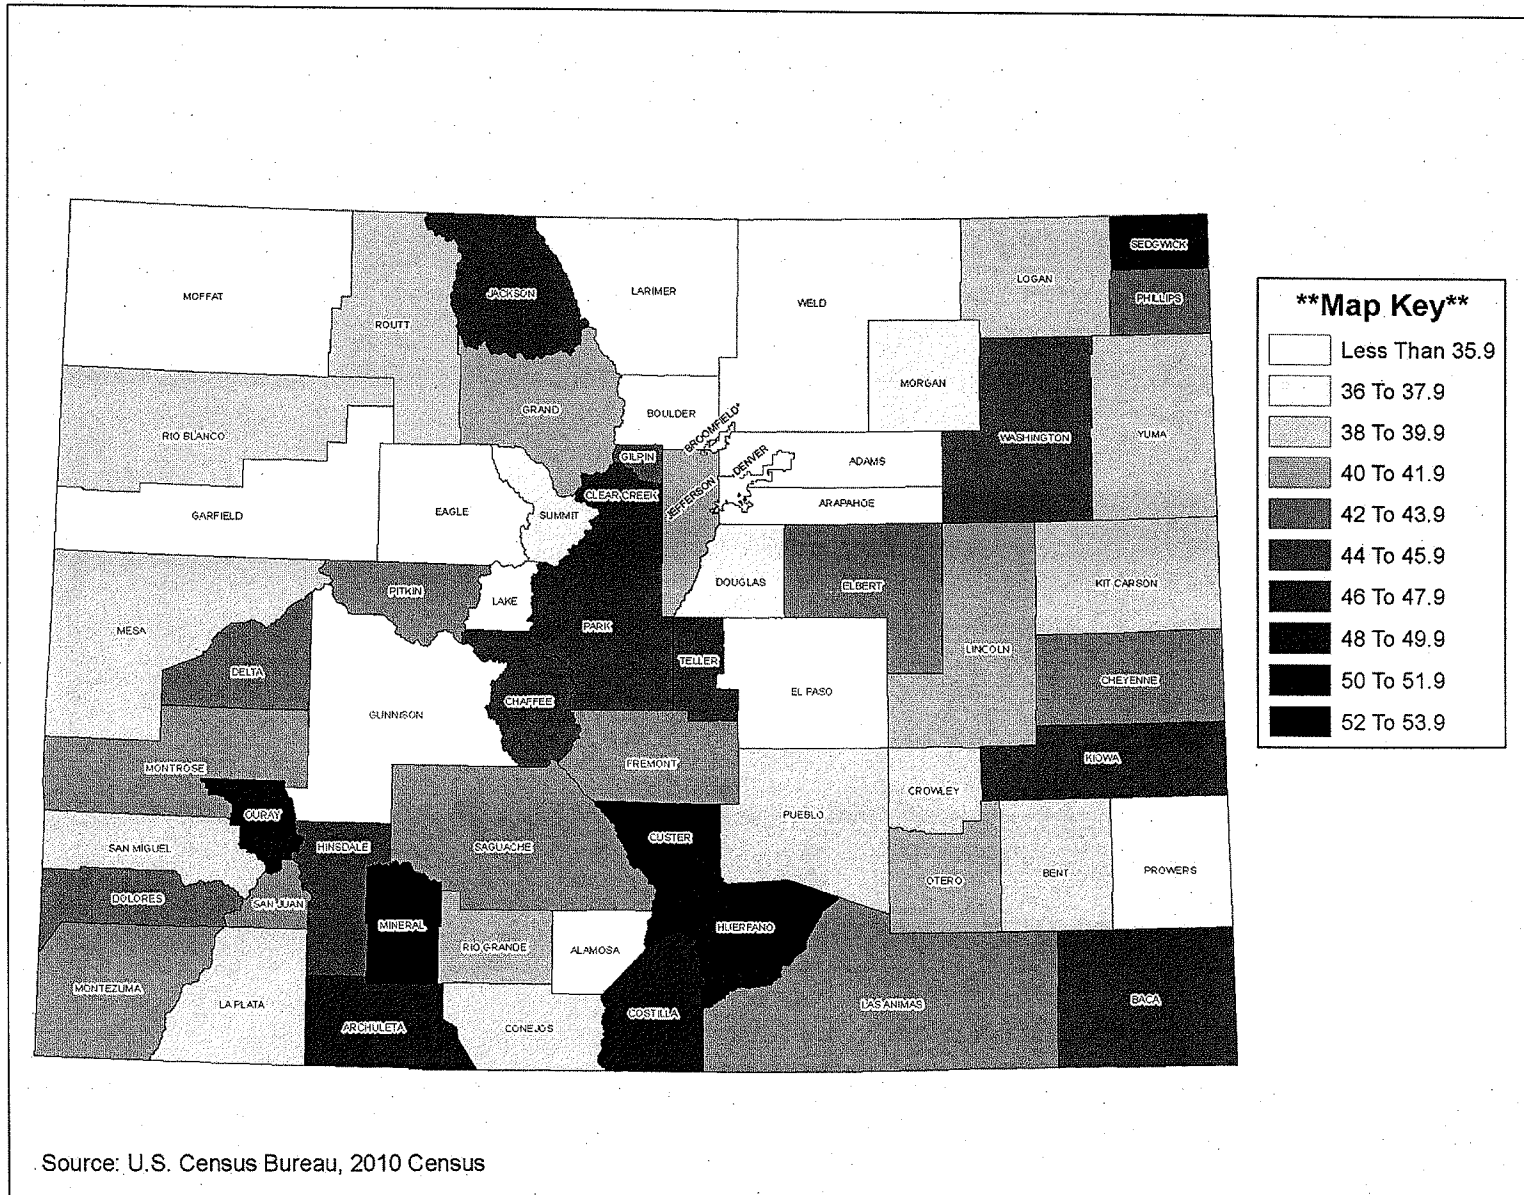 SEDGWICK
LOGAN
JACKSON
LARIMER
MOFFAT
PHILLIPS
WELD
ROUTT
MORGAN
GRAND
BOULDER
BROOMFIELD*
RIO BLANCO
WASHINGTON
YUMA
GILPIN
DENVER
ADAMS
CLEAR CREEK
JEFFERSON
ARAPAHOE
GARFIELD
EAGLE
SUMMIT
DOUGLAS
ELBERT
KIT CARSON
PITKIN
LAKE
MESA
PARK
LINCOLN
TELLER
DELTA
CHEYENNE
EL PASO
CHAFFEE
GUNNISON
KIOWA
MONTROSE
FREMONT
CROWLEY
OURAY
PUEBLO
CUSTER
SAN MIGUEL
HINSDALE
SAGUACHE
OTERO
BENT
PROWERS
DOLORES
SAN JUAN
MINERAL
HUERFANO
RIO GRANDE
ALAMOSA
MONTEZUMA
LA PLATA
BACA
LAS ANIMAS
COSTILLA
ARCHULETA
CONEJOS
**Map Key**
Less Than 35.9
36 To 37.9
38 To 39.9
40 To 41.9
42 To 43.9
44 To 45.9
46 To 47.9
48 To 49.9
50 To 51.9
52 To 53.9
Source: U.S. Census Bureau, 2010 Census